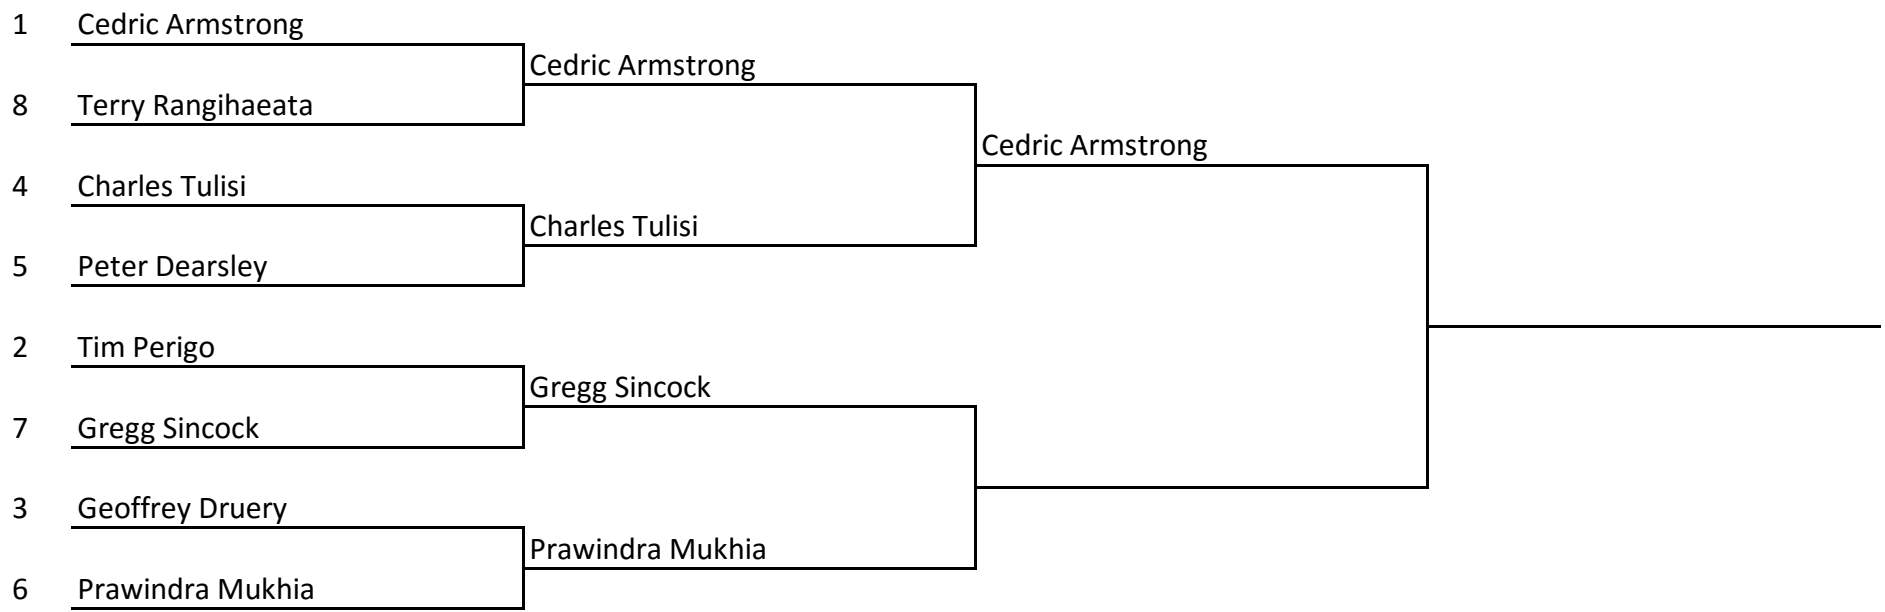 1 Cedric Armstrong
Cedric Armstrong
8 Terry Rangihaeata
Cedric Armstrong
4 Charles Tulisi
Charles Tulisi
5 Peter Dearsley
2 Tim Perigo
Gregg Sincock
7 Gregg Sincock
3 Geoffrey Druery
Prawindra Mukhia
6 Prawindra Mukhia